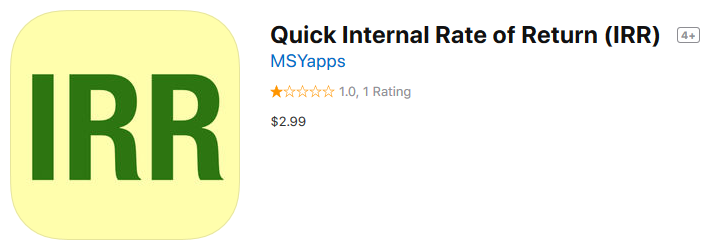 IRR
Quick Internal Rate of Return (IRR) 4+
MSYapps
★☆☆☆☆ 1.0, 1 Rating
$2.99